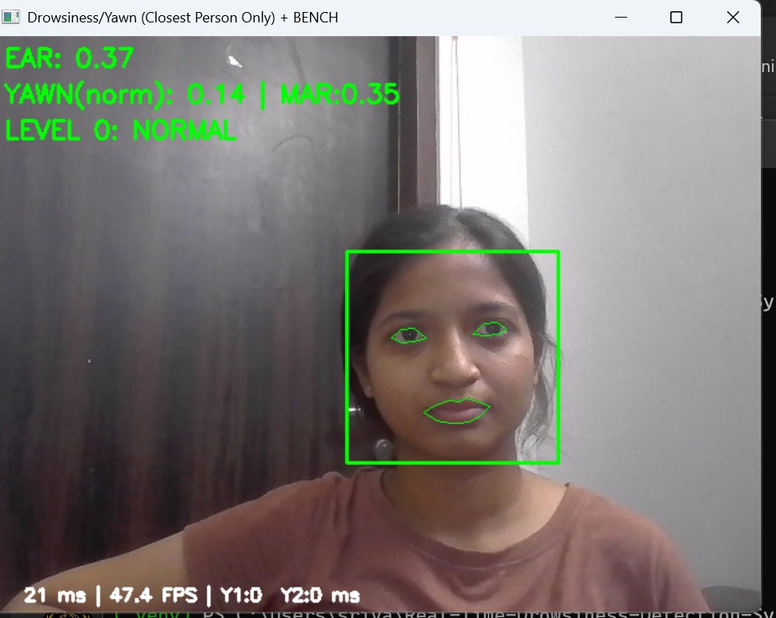 Drowsiness/Yawn (Closest Person Only) + BENCH
EAR: 0.37
YAWN(norm): 0.14 | MAR:0.35
LEVEL 0: NORMAL
21 ms | 47.4 FPS | Y1:0 Y2:0 ms